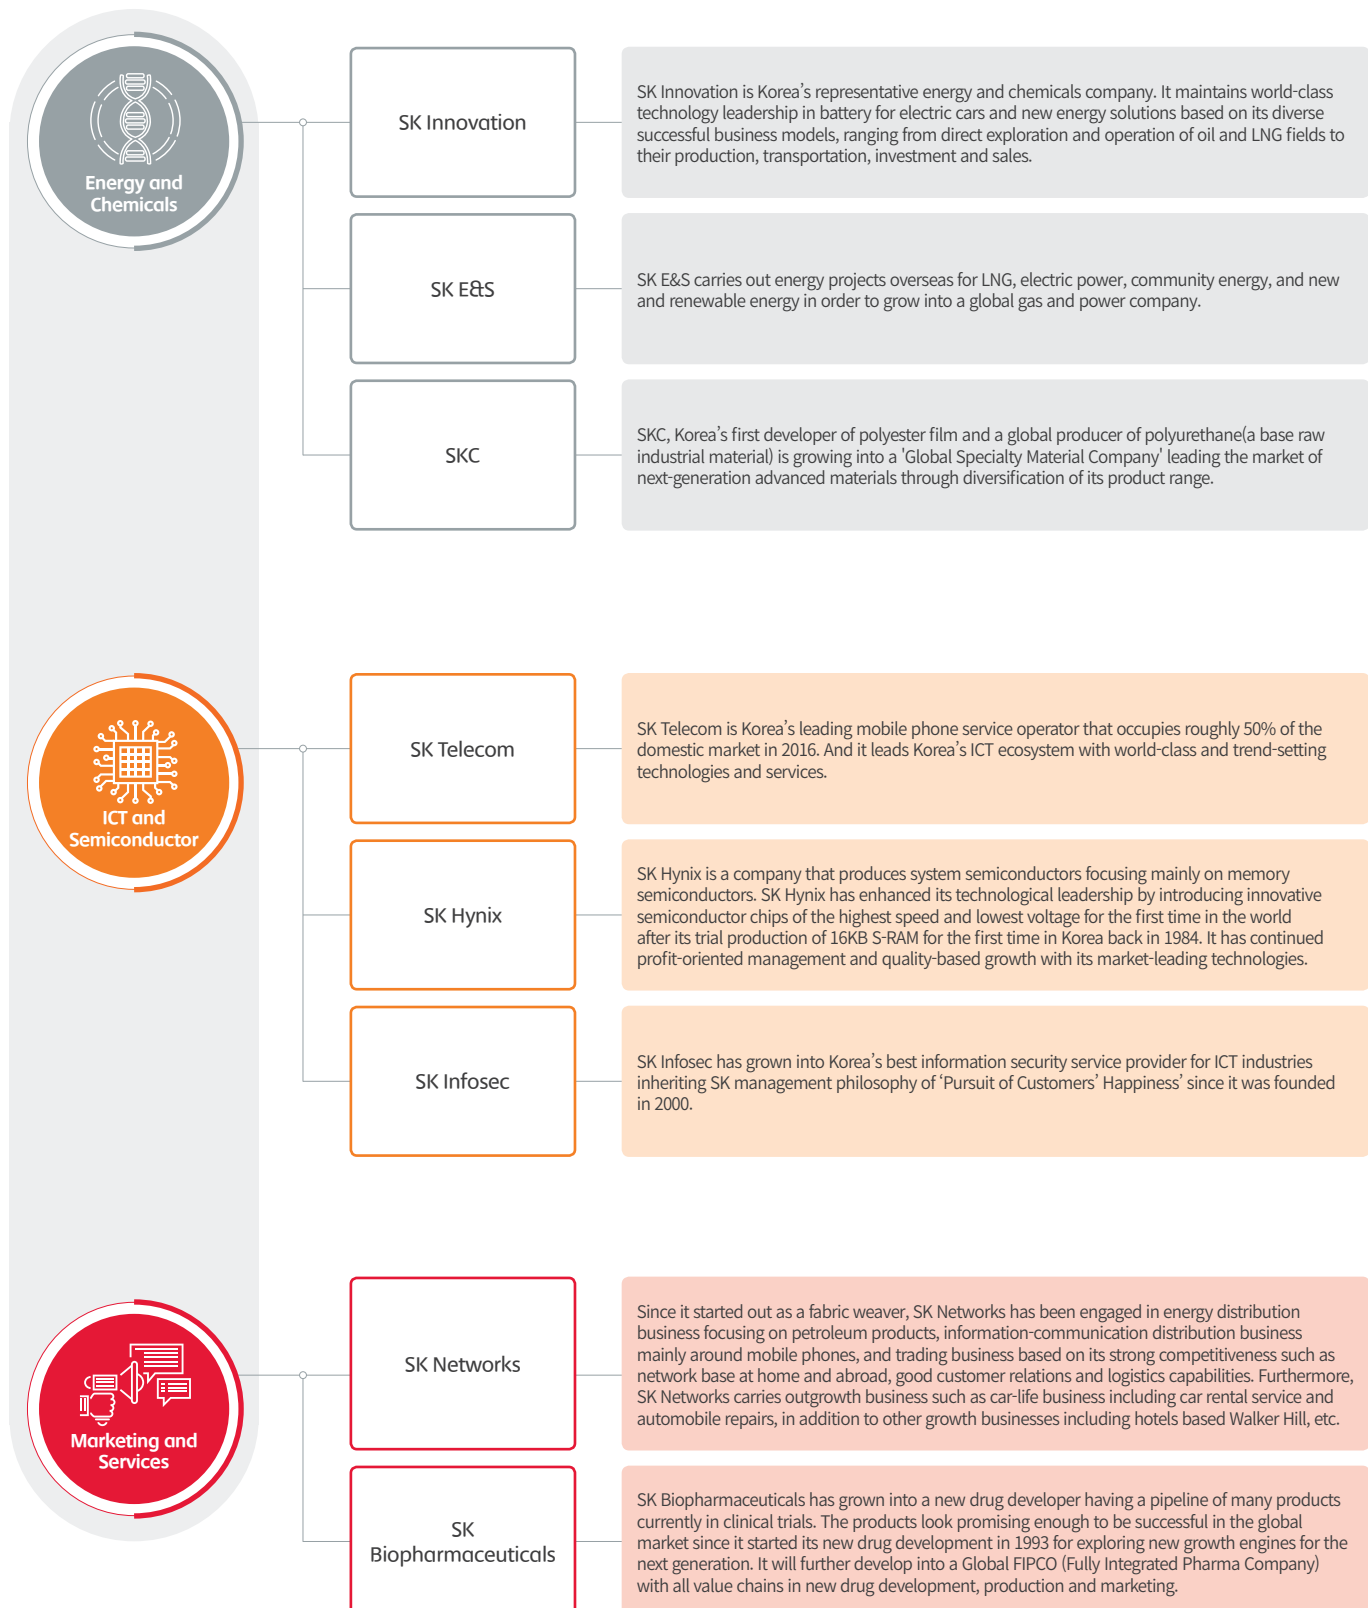 Energy and
Chemicals
SK Innovation
SK Innovation is Korea’s representative energy and chemicals company. It maintains world-class
technology leadership in battery for electric cars and new energy solutions based on its diverse
successful business models, ranging from direct exploration and operation of oil and LNG fields to
their production, transportation, investment and sales.
SK E&S
SK E&S carries out energy projects overseas for LNG, electric power, community energy, and new
and renewable energy in order to grow into a global gas and power company.
SKC
SKC, Korea’s first developer of polyester film and a global producer of polyurethane(a base raw
industrial material) is growing into a 'Global Specialty Material Company' leading the market of
next-generation advanced materials through diversification of its product range.
ICT and
Semiconductor
SK Telecom
SK Telecom is Korea’s leading mobile phone service operator that occupies roughly 50% of the
domestic market in 2016. And it leads Korea’s ICT ecosystem with world-class and trend-setting
technologies and services.
SK Hynix
SK Hynix is a company that produces system semiconductors focusing mainly on memory
semiconductors. SK Hynix has enhanced its technological leadership by introducing innovative
semiconductor chips of the highest speed and lowest voltage for the first time in the world
after its trial production of 16KB S-RAM for the first time in Korea back in 1984. It has continued
profit-oriented management and quality-based growth with its market-leading technologies.
SK Infosec
SK Infosec has grown into Korea’s best information security service provider for ICT industries
inheriting SK management philosophy of ‘Pursuit of Customers’ Happiness’ since it was founded
in 2000.
Marketing and
Services
SK Networks
Since it started out as a fabric weaver, SK Networks has been engaged in energy distribution
business focusing on petroleum products, information-communication distribution business
mainly around mobile phones, and trading business based on its strong competitiveness such as
network base at home and abroad, good customer relations and logistics capabilities. Furthermore,
SK Networks carries outgrowth business such as car-life business including car rental service and
automobile repairs, in addition to other growth businesses including hotels based Walker Hill, etc.
SK
Biopharmaceuticals
SK Biopharmaceuticals has grown into a new drug developer having a pipeline of many products
currently in clinical trials. The products look promising enough to be successful in the global
market since it started its new drug development in 1993 for exploring new growth engines for the
next generation. It will further develop into a Global FIPCO (Fully Integrated Pharma Company)
with all value chains in new drug development, production and marketing.